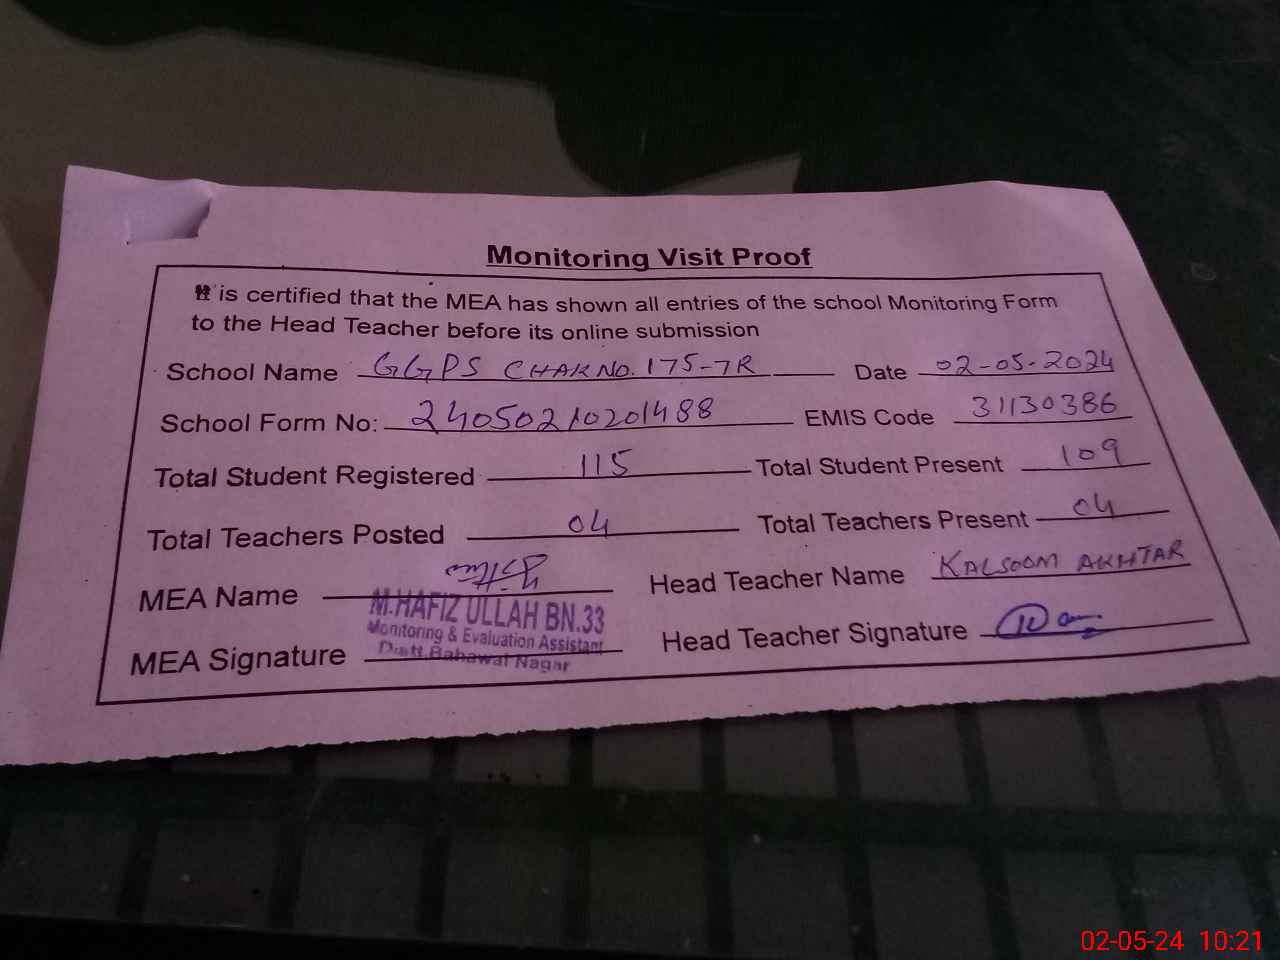 Monitoring Visit Proof
It is certified that the MEA has shown all entries of the school Monitoring Form
to the Head Teacher before its online submission
School Name GGPS CHAK NO. 175-7R Date 02-05-2024
School Form No: 24050210201488 EMIS Code 31130386
Total Student Registered 115 Total Student Present 109
Total Teachers Posted 04 Total Teachers Present 04
MEA Name Head Teacher Name KALSOOM AKHTAR
M.HAFIZ ULLAH BN.33
Monitoring & Evaluation Assistant
MEA Signature Head Teacher Signature
Distt.Bahawal Nagar
02-05-24 10:21